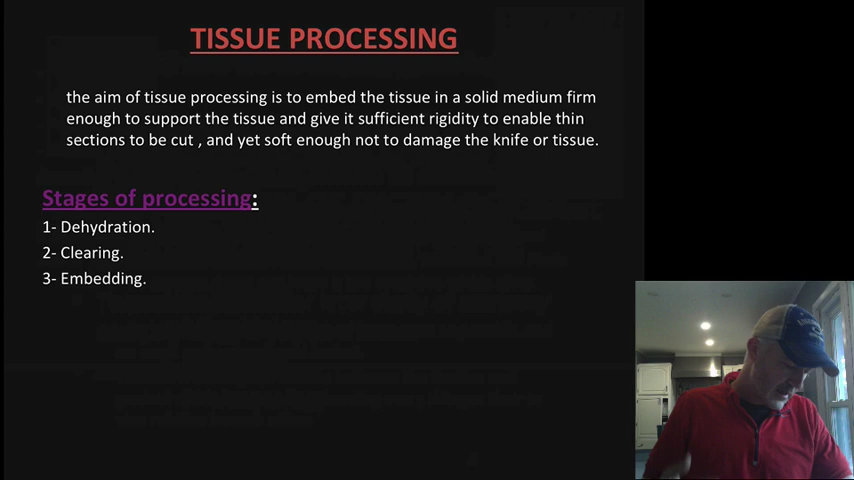 TISSUE PROCESSING
the aim of tissue processing is to embed the tissue in a solid medium firm
enough to support the tissue and give it sufficient rigidity to enable thin
sections to be cut , and yet soft enough not to damage the knife or tissue.
Stages of processing:
1- Dehydration.
2- Clearing.
3- Embedding.